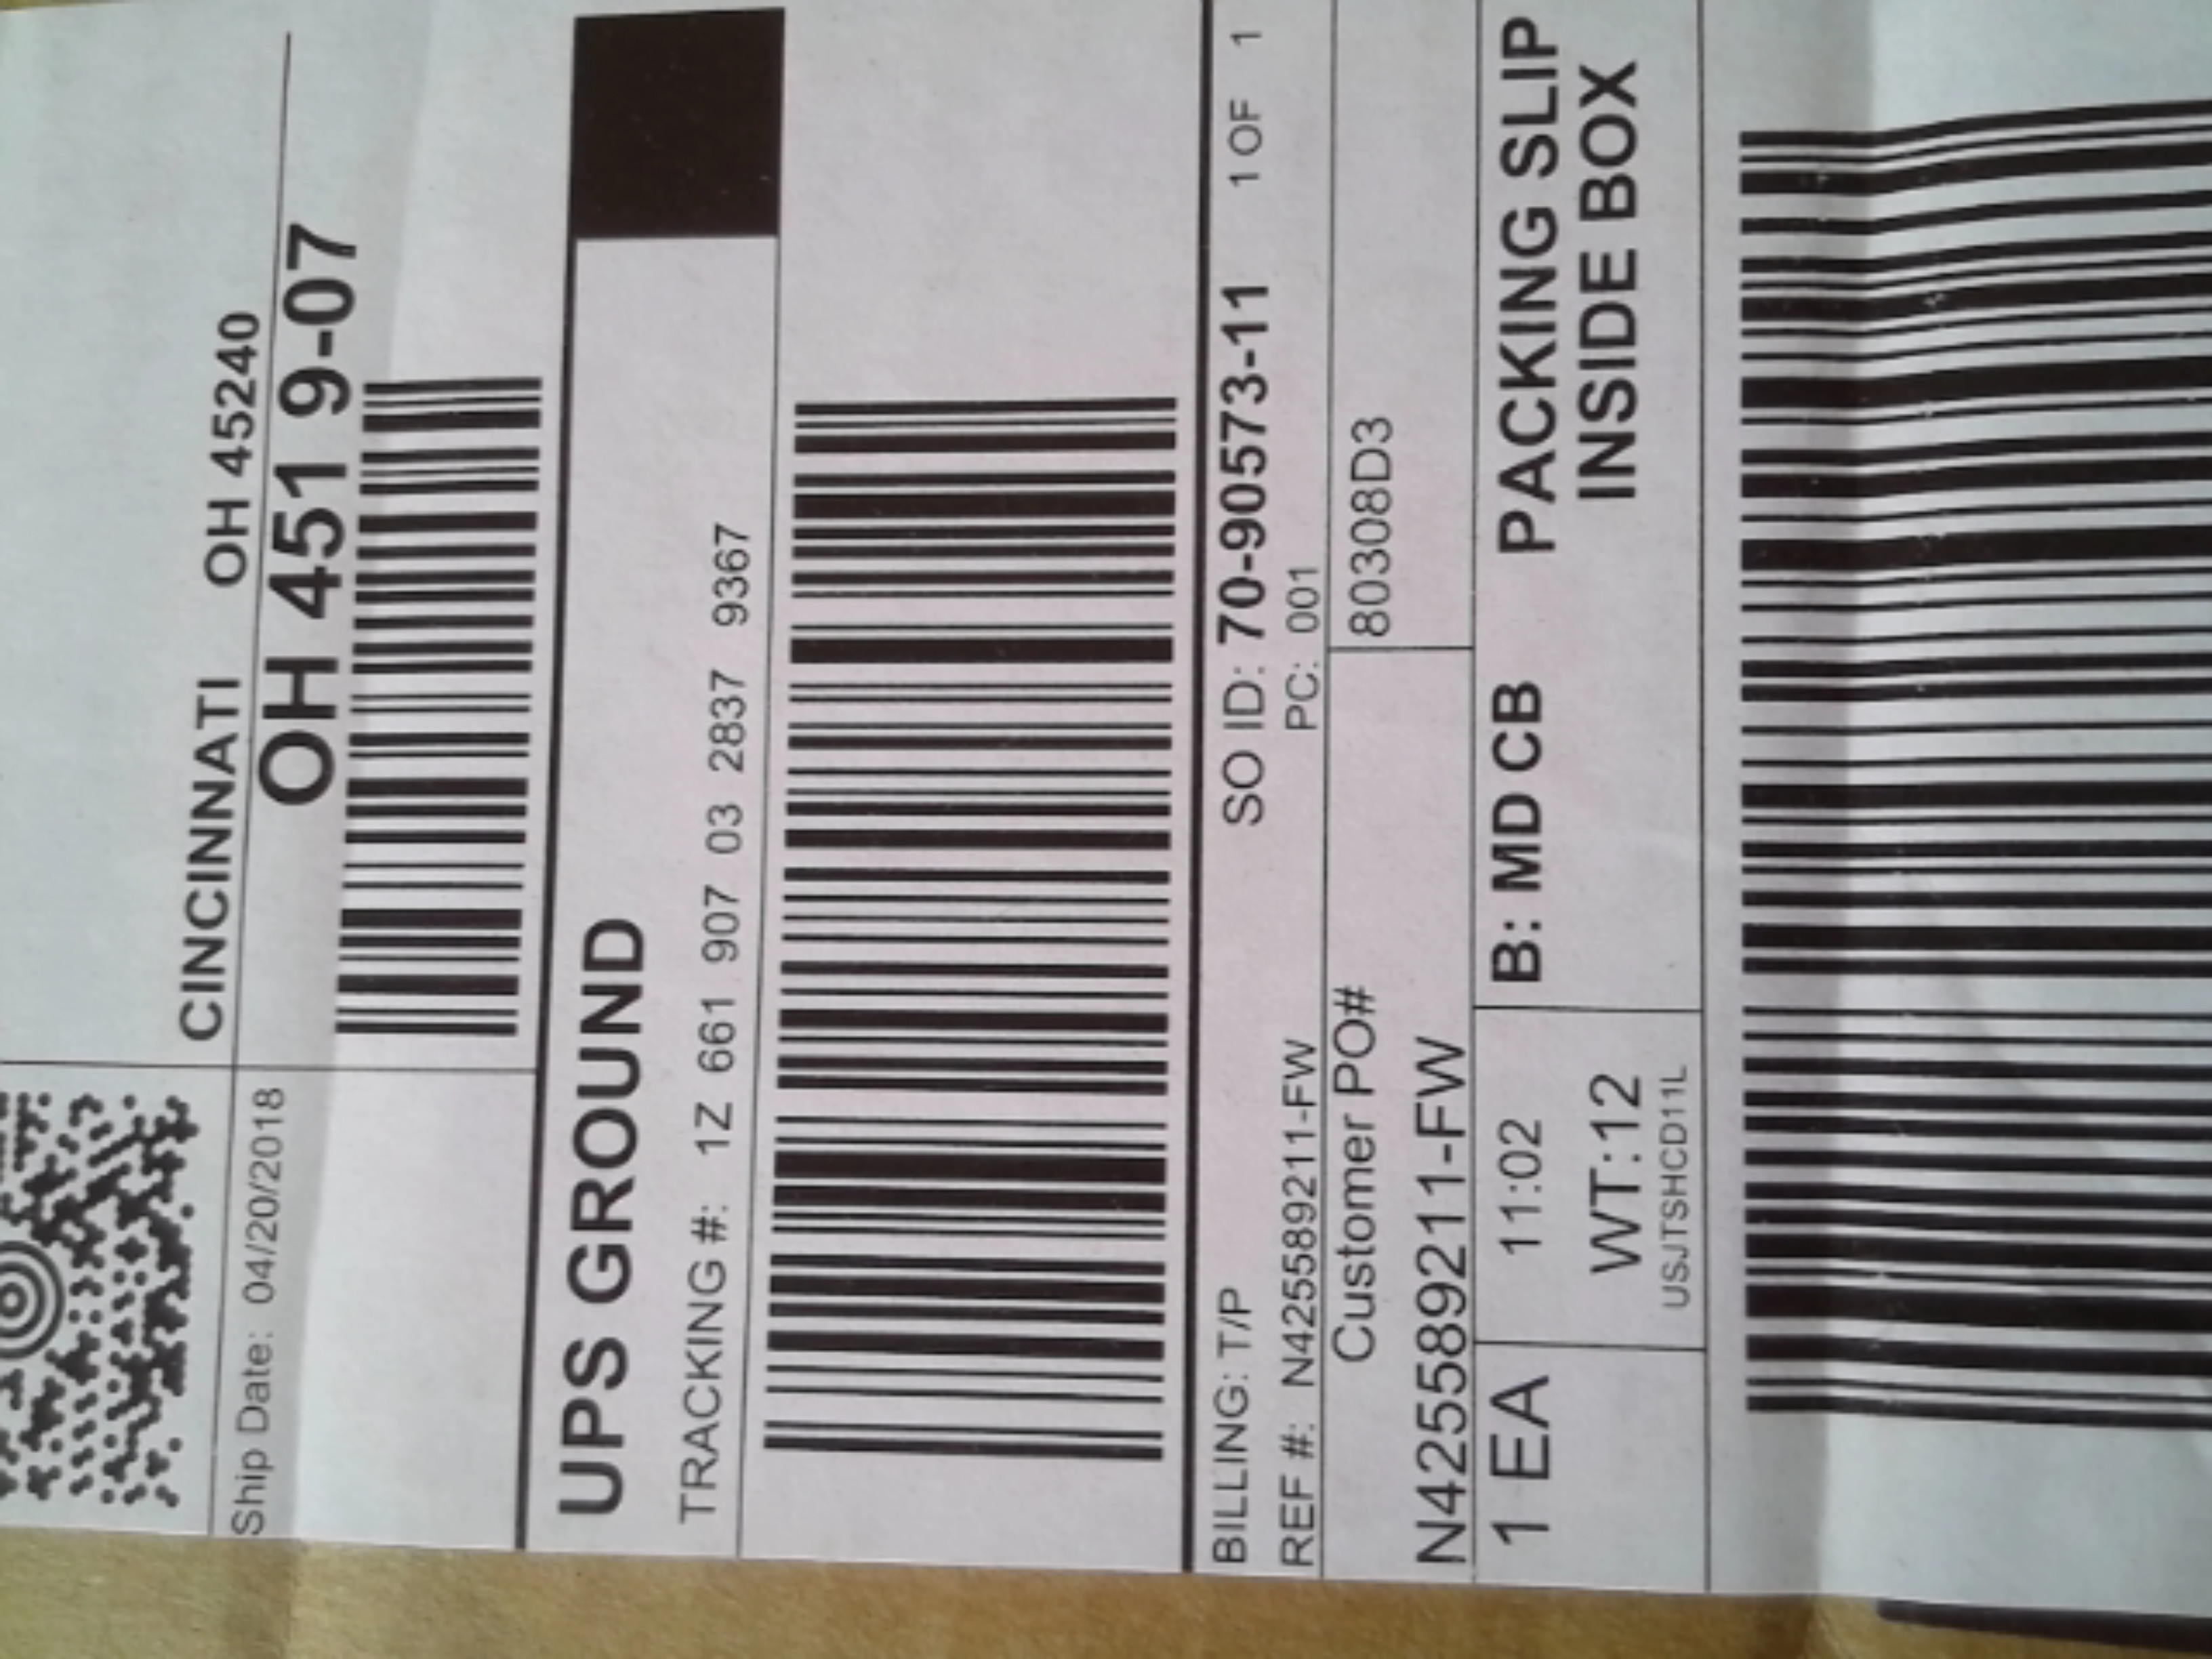 CINCINNATI OH 45240
OH 451 9-07
Ship Date: 04/20/2018
UPS GROUND
TRACKING #: 1Z 661 907 03 2837 9367
BILLING: T/P
SO ID: 70-90573-11 1 OF 1
REF #: N425589211-FW
PC: 001
Customer PO#
80308D3
N425589211-FW
1 EA
11:02
WT:12
USJTSHCD11L
B: MD CB
PACKING SLIP
INSIDE BOX